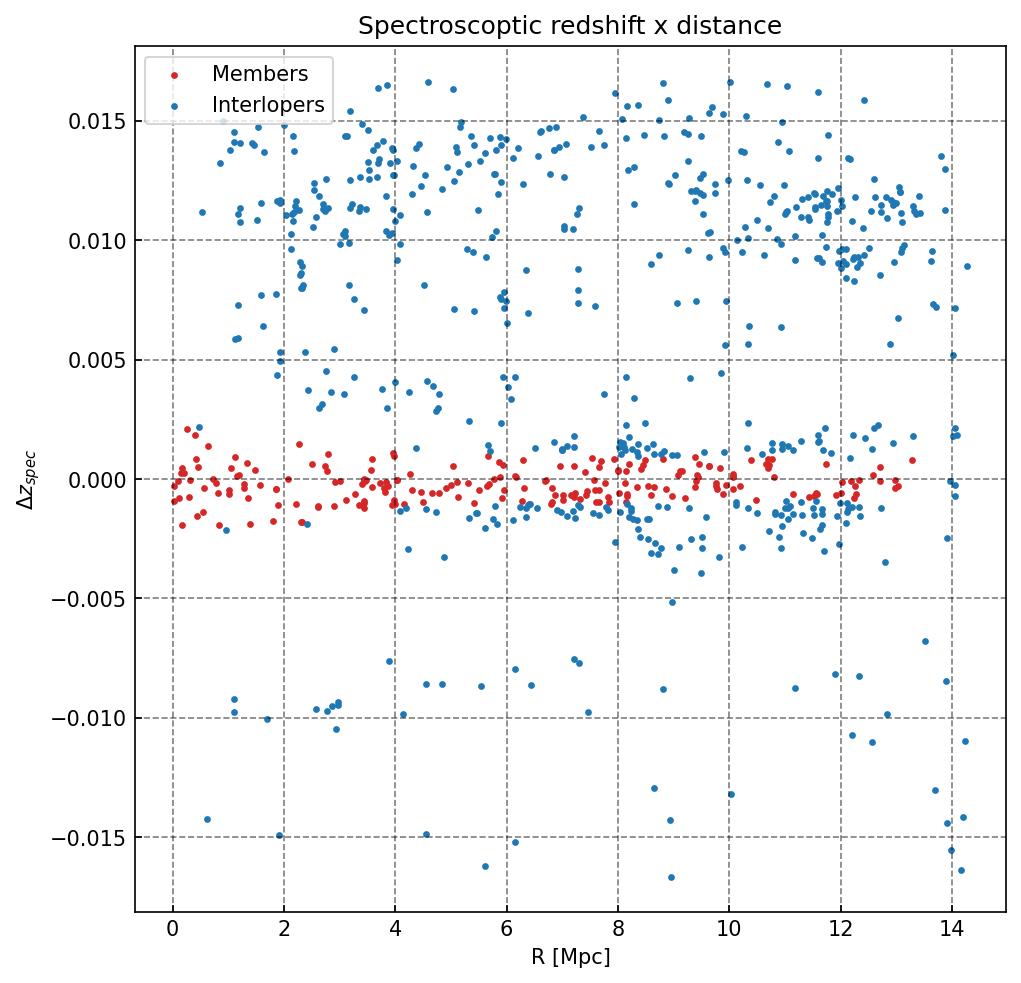 Spectroscoptic redshift x distance
Members
Interlopers
0.015
0.010
0.005
0.000
−0.005
−0.010
−0.015
Δz_spec
0 2 4 6 8 10 12 14
R [Mpc]